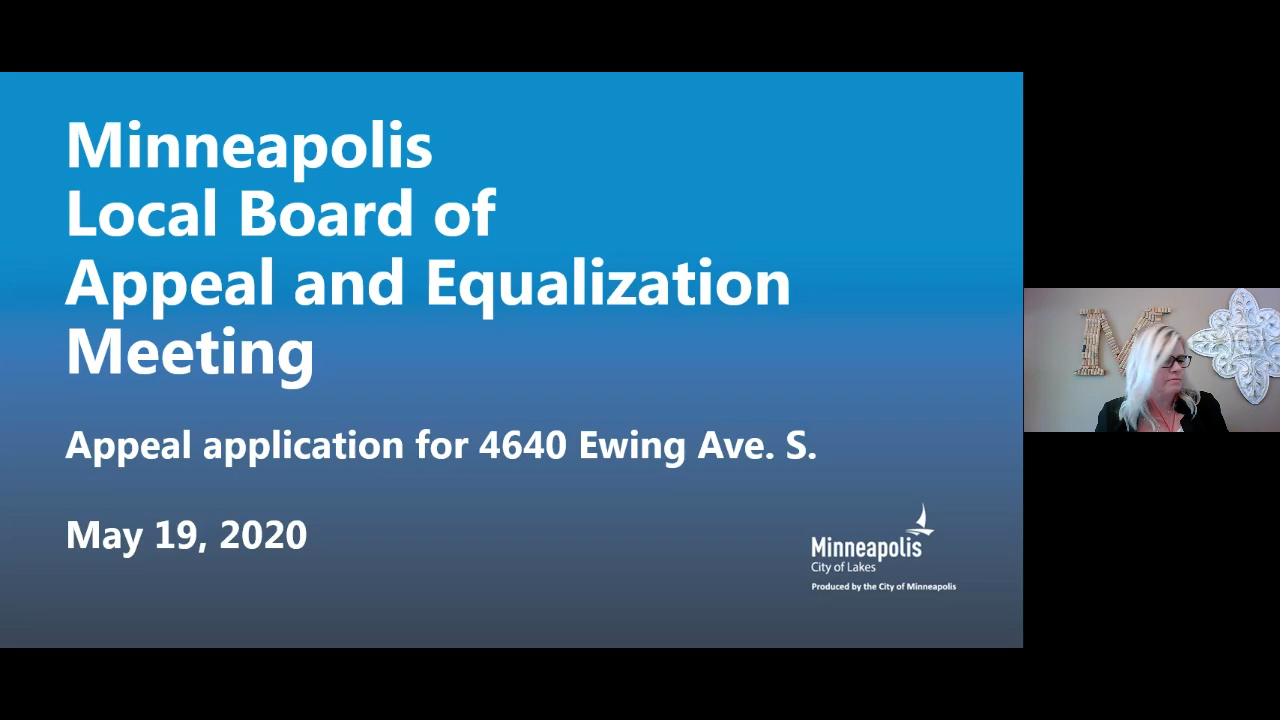 Minneapolis
Local Board of
Appeal and Equalization
Meeting
Appeal application for 4640 Ewing Ave. S.
May 19, 2020
Minneapolis
City of Lakes
Produced by the City of Minneapolis
M